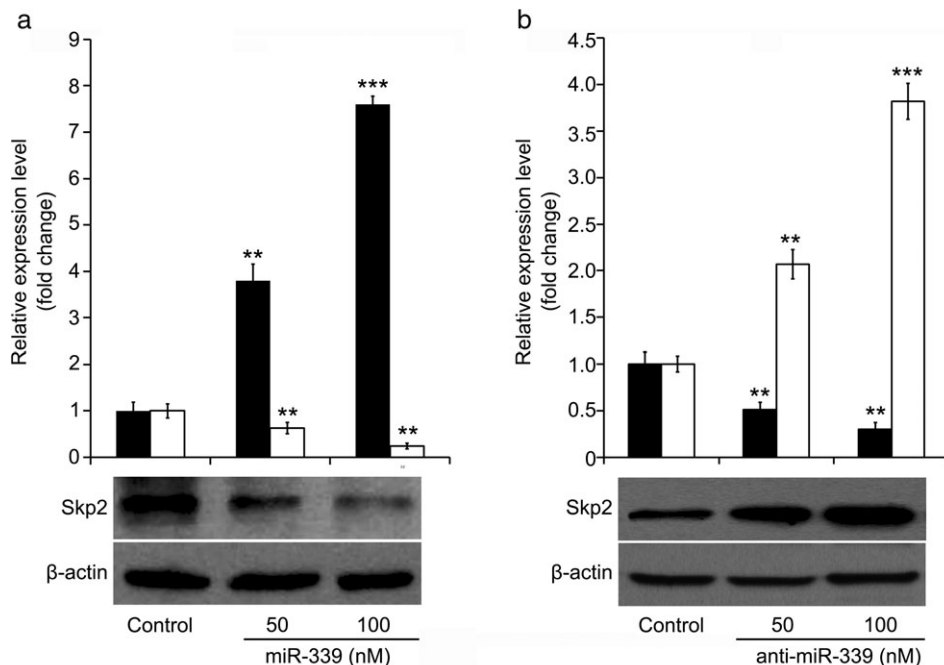 a
9
8
7
6
5
4
3
2
1
0
Relative expression level
(fold change)
**
**
***
**
Skp2
β-actin
Control
50
100
miR-339 (nM)
b
4.5
4.0
3.5
3.0
2.5
2.0
1.5
1.0
0.5
0
Relative expression level
(fold change)
**
**
**
***
Skp2
β-actin
Control
50
100
anti-miR-339 (nM)